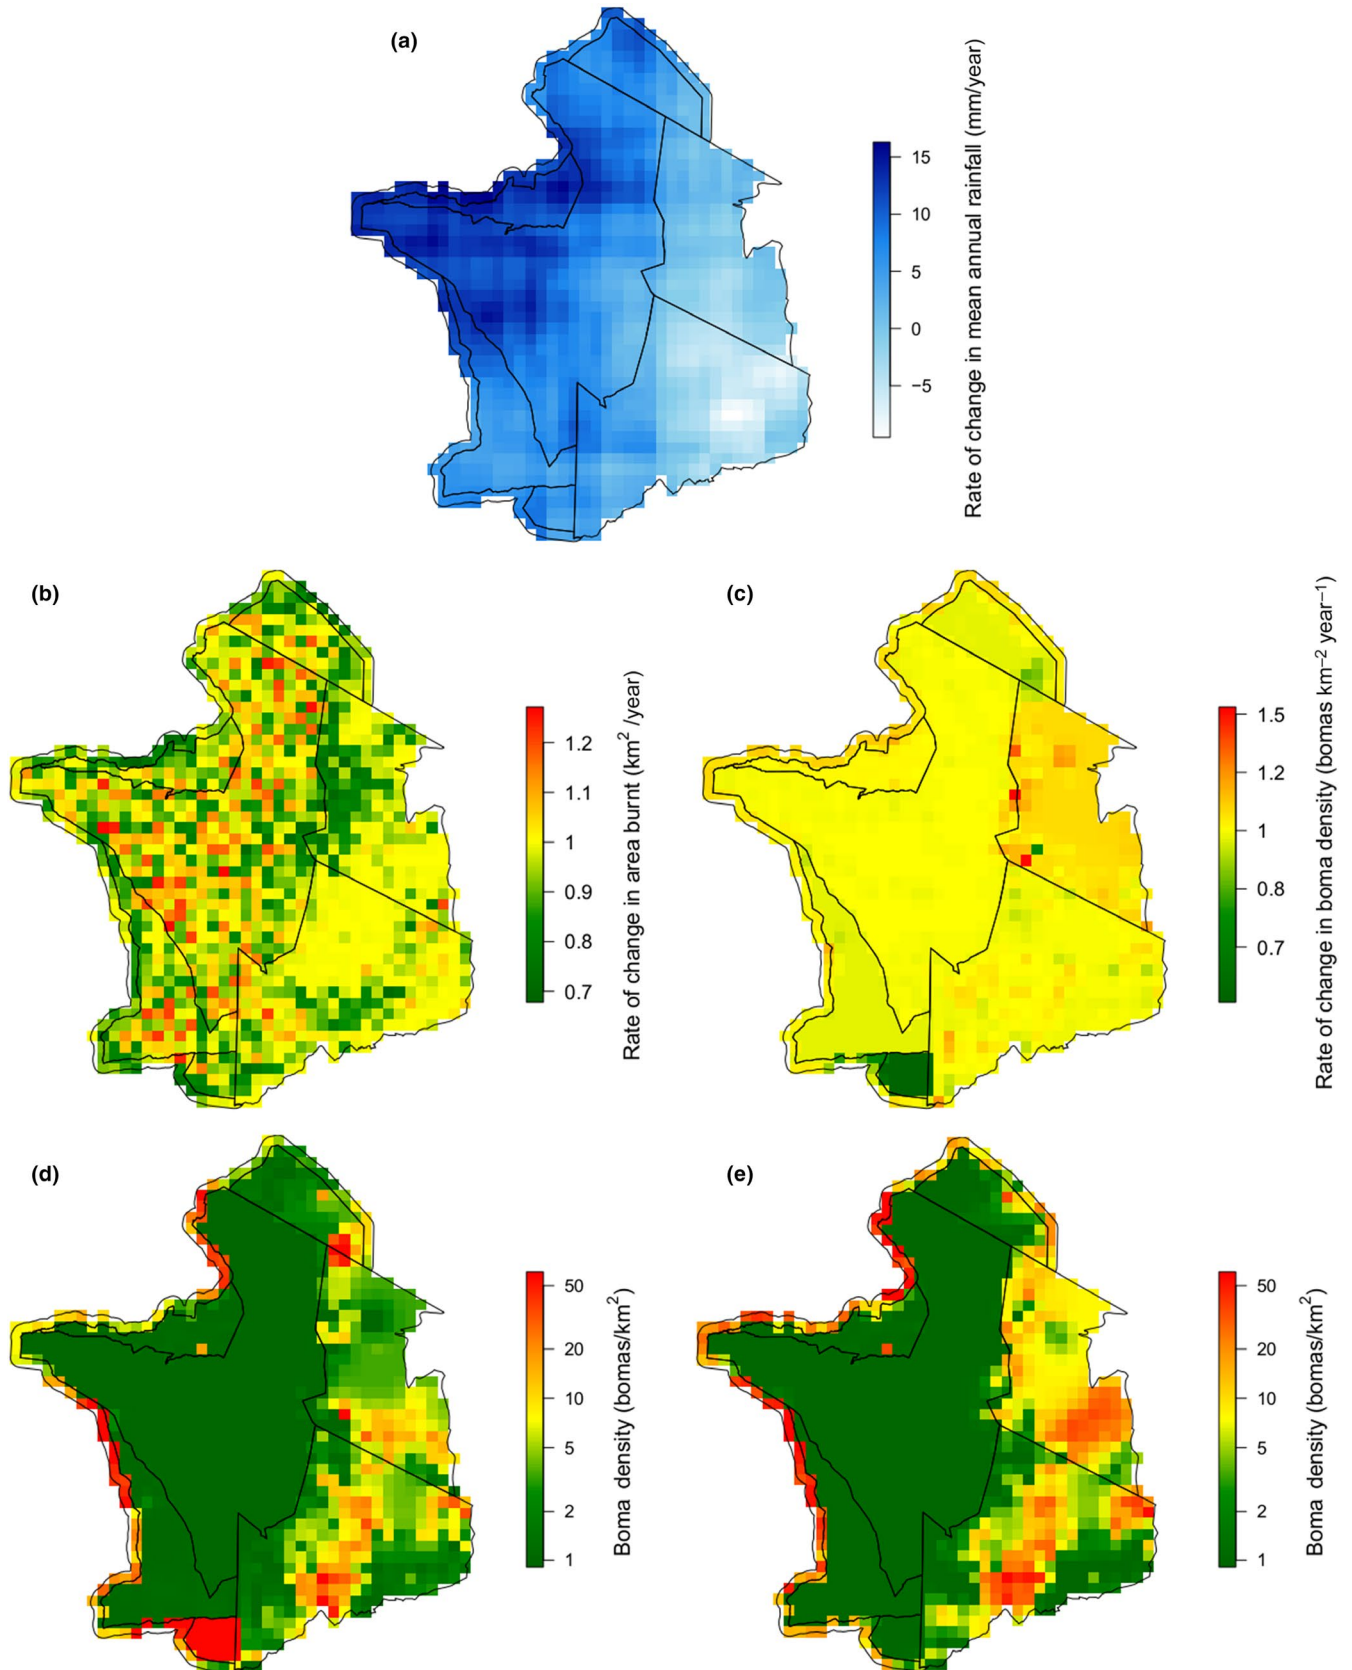 (a)
15
10
5
0
−5
Rate of change in mean annual rainfall (mm/year)
(b)
1.2
1.1
1
0.9
0.8
0.7
Rate of change in area burnt (km² /year)
(c)
1.5
1.2
1
0.8
0.7
Rate of change in boma density (bomas km⁻² year⁻¹)
(d)
50
20
10
5
2
1
Boma density (bomas/km²)
(e)
50
20
10
5
2
1
Boma density (bomas/km²)